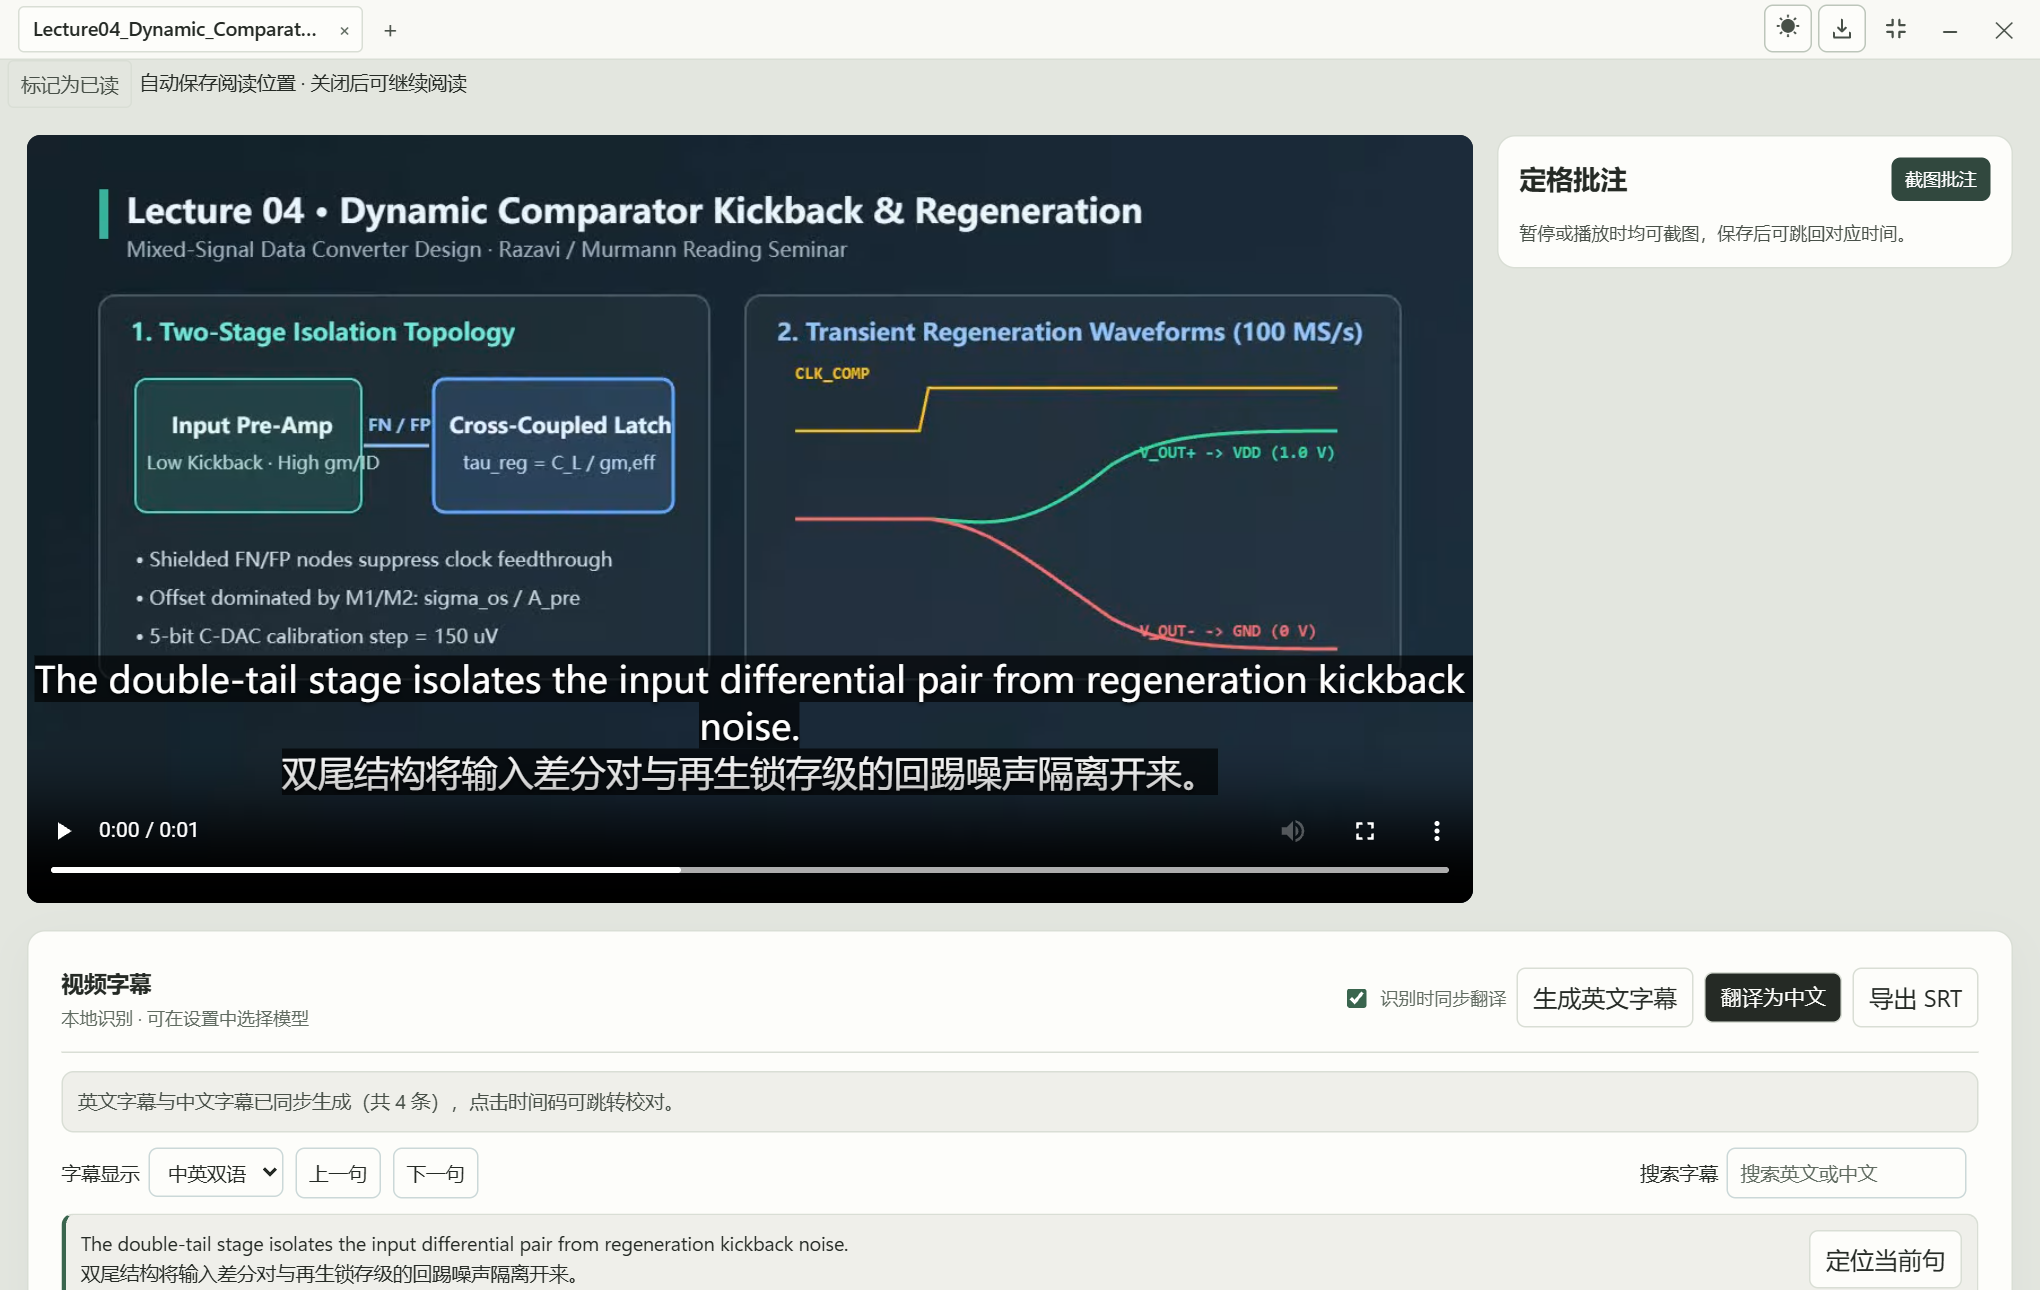 Lecture04_Dynamic_Comparat... × +
标记为已读 自动保存阅读位置 · 关闭后可继续阅读
Lecture 04 • Dynamic Comparator Kickback & Regeneration
Mixed-Signal Data Converter Design · Razavi / Murmann Reading Seminar
1. Two-Stage Isolation Topology
Input Pre-Amp
Low Kickback · High gm/ID
FN / FP
Cross-Coupled Latch
tau_reg = C_L / gm,eff
• Shielded FN/FP nodes suppress clock feedthrough
• Offset dominated by M1/M2: sigma_os / A_pre
• 5-bit C-DAC calibration step = 150 uV
2. Transient Regeneration Waveforms (100 MS/s)
CLK_COMP
V_OUT+ -> VDD (1.0 V)
V_OUT- -> GND (0 V)
The double-tail stage isolates the input differential pair from regeneration kickback
noise.
双尾结构将输入差分对与再生锁存级的回踢噪声隔离开来。
0:00 / 0:01
定格批注 截图批注
暂停或播放时均可截图，保存后可跳回对应时间。
视频字幕
本地识别 · 可在设置中选择模型
识别时同步翻译 生成英文字幕 翻译为中文 导出 SRT
英文字幕与中文字幕已同步生成（共 4 条），点击时间码可跳转校对。
字幕显示 中英双语 上一句 下一句 搜索字幕 搜索英文或中文
The double-tail stage isolates the input differential pair from regeneration kickback noise.
双尾结构将输入差分对与再生锁存级的回踢噪声隔离开来。
定位当前句